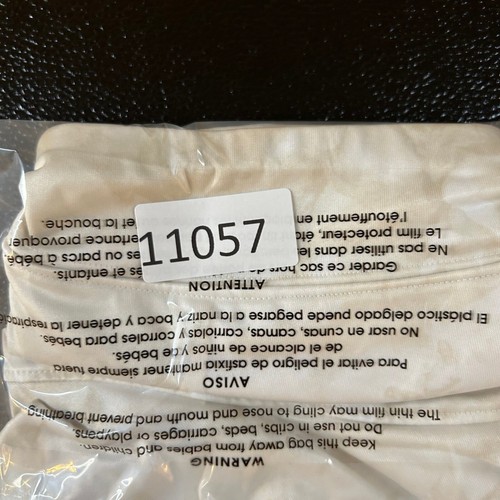 11057
WARNING
Keep this bag away from babies and children.
Do not use in cribs, beds, carriages or playpens.
The thin film may cling to nose and mouth and prevent breathing
AVISO
Para evitar el peligro de asfixia mantener siempre fuera
de el alcance de niños y de bebés.
No usar en cunas, camas, carriolas, y corrales para bebés.
El plástico delgado puede pegarse a la nariz y boca y detener la
ATTENTION
Garder ce sac hors de et enfants.
Ne pas utiliser dans ou parcs à bébé,
Le film protecteur, provoquer
l'étouffement et la bouche.